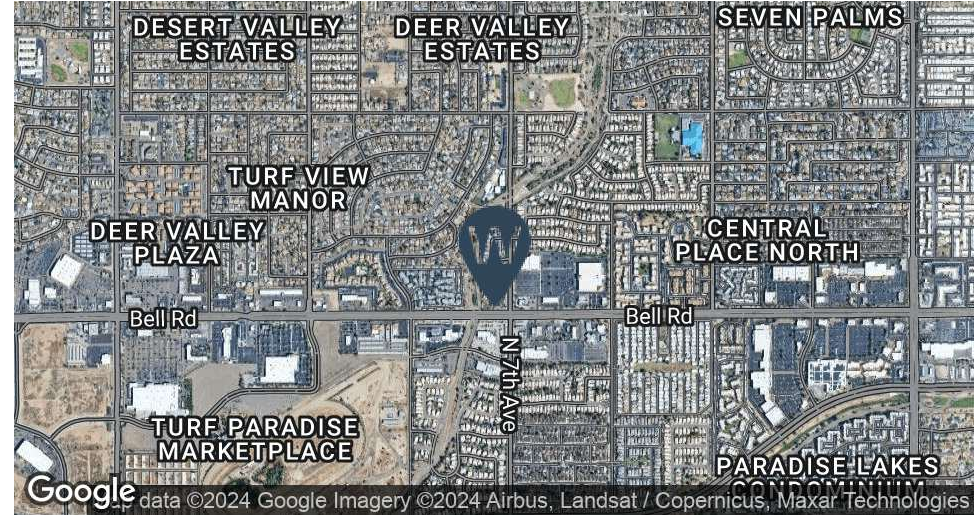 DESERT VALLEY
ESTATES
DEER VALLEY
ESTATES
SEVEN PALMS
TURF VIEW
MANOR
DEER VALLEY
PLAZA
W
CENTRAL
PLACE NORTH
Bell Rd
Bell Rd
N 7th Ave
TURF PARADISE
MARKETPLACE
PARADISE LAKES
CONDOMINIUM
Google
data ©2024 Google Imagery ©2024 Airbus, Landsat / Copernicus, Maxar Technologies